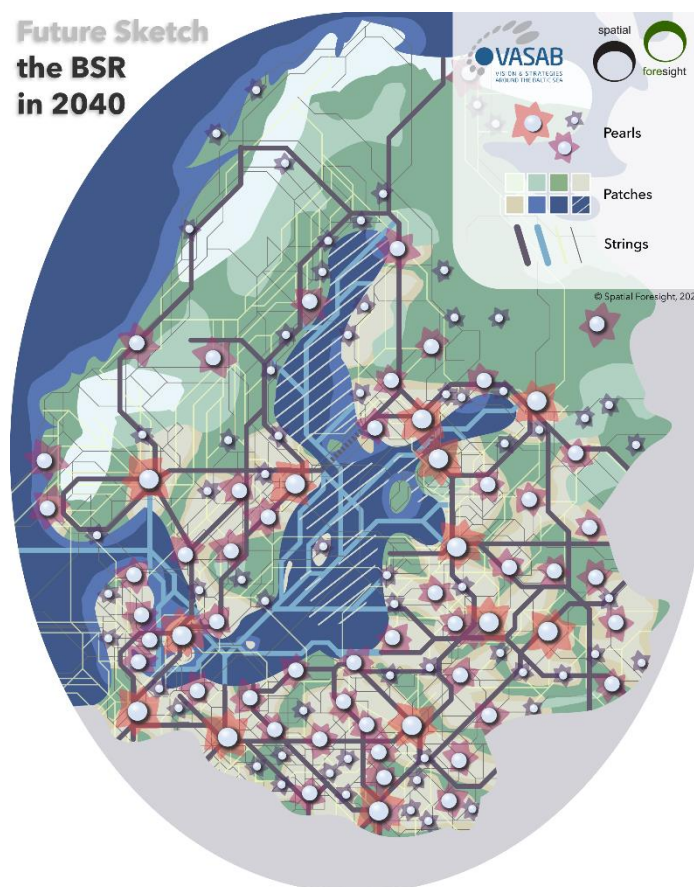 Future Sketch
the BSR
in 2040
VASAB
VISION & STRATEGIES
AROUND THE BALTIC SEA
spatial
foresight
Pearls
Patches
Strings
© Spatial Foresight, 202